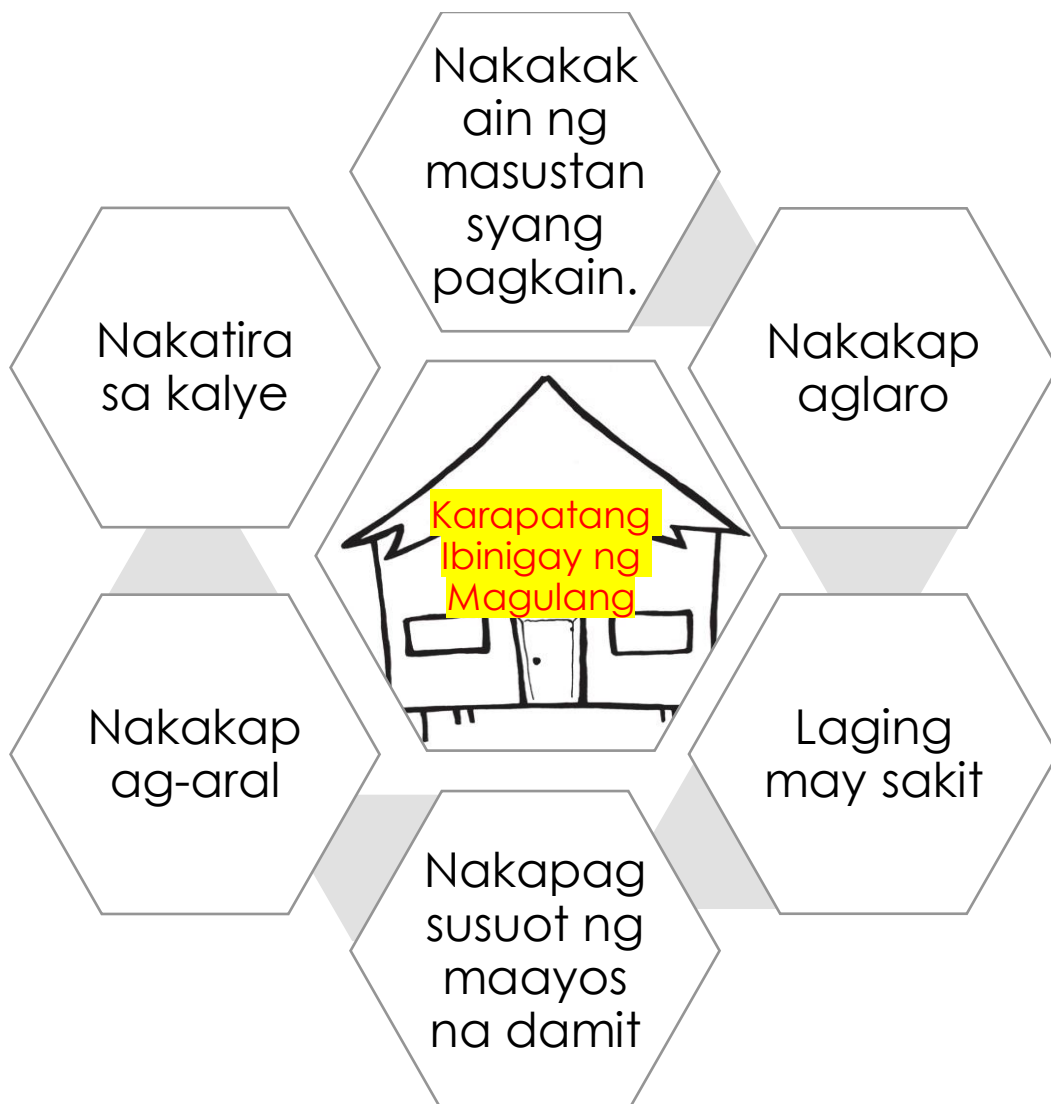 Nakakak
ain ng
masustan
syang
pagkain.
Nakatira
sa kalye
Nakakap
aglaro
Karapatang
Ibinigay ng
Magulang
Nakakap
ag-aral
Laging
may sakit
Nakapag
susuot ng
maayos
na damit